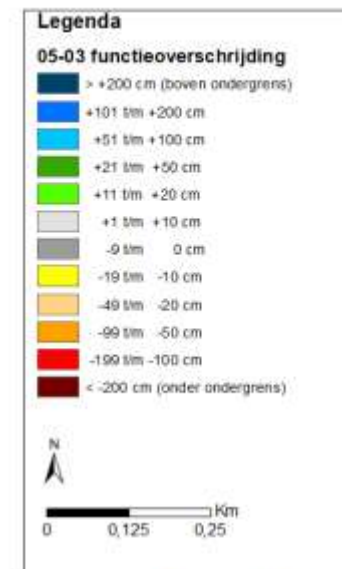 Legenda
05-03 functieoverschrijding
> +200 cm (boven ondergrens)
+101 t/m +200 cm
+51 t/m +100 cm
+21 t/m +50 cm
+11 t/m +20 cm
+1 t/m +10 cm
-9 t/m 0 cm
-19 t/m -10 cm
-49 t/m -20 cm
-99 t/m -50 cm
-199 t/m -100 cm
< -200 cm (onder ondergrens)
N
Km
0 0,125 0,25